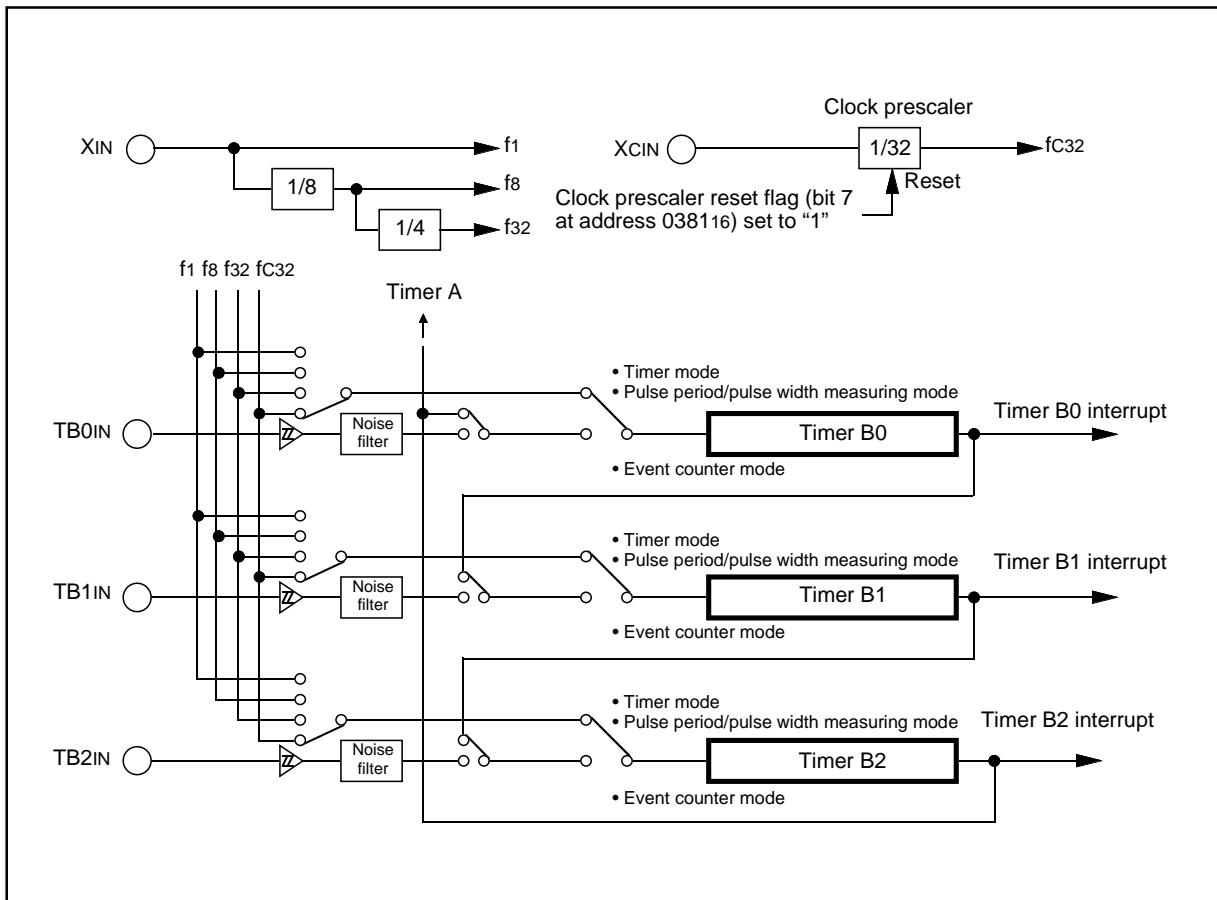 Clock prescaler
XIN
f1
XCIN
1/32
fC32
1/8
f8
Reset
Clock prescaler reset flag (bit 7
at address 038116) set to “1”
1/4
f32
f1 f8 f32 fC32
Timer A
• Timer mode
• Pulse period/pulse width measuring mode
Timer B0 interrupt
TB0IN
Noise
filter
Timer B0
• Event counter mode
• Timer mode
• Pulse period/pulse width measuring mode
Timer B1 interrupt
TB1IN
Noise
filter
Timer B1
• Event counter mode
• Timer mode
• Pulse period/pulse width measuring mode
Timer B2 interrupt
TB2IN
Noise
filter
Timer B2
• Event counter mode